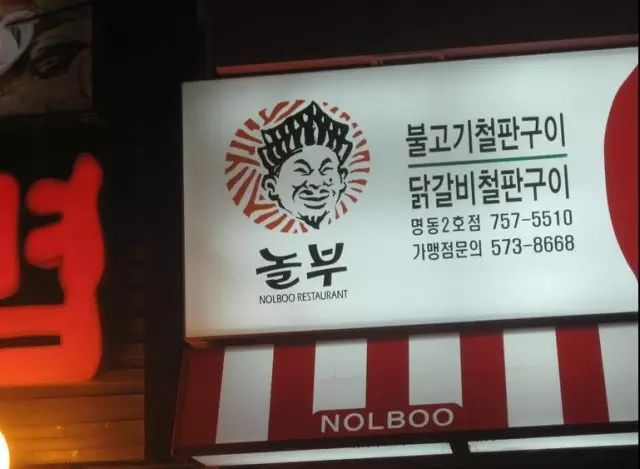 불고기철판구이
닭갈비철판구이
명동2호점 757-5510
가맹점문의 573-8668
놀부
NOLBOO RESTAURANT
NOLBOO